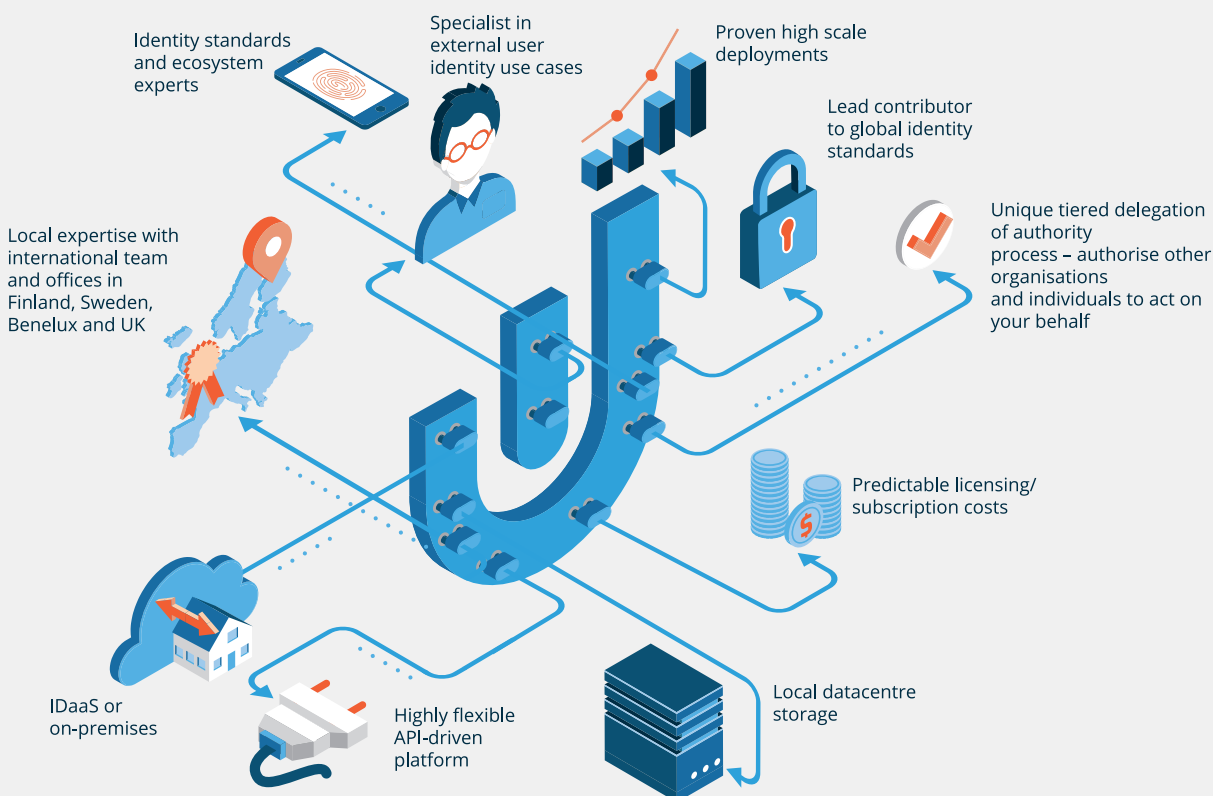 Identity standards
and ecosystem
experts
Specialist in
external user
identity use cases
Proven high scale
deployments
Lead contributor
to global identity
standards
Unique tiered delegation
of authority
process – authorise other
organisations
and individuals to act on
your behalf
Local expertise with
international team
and offices in
Finland, Sweden,
Benelux and UK
Predictable licensing/
subscription costs
$
IDaaS or
on-premises
Highly flexible
API-driven
platform
Local datacentre
storage